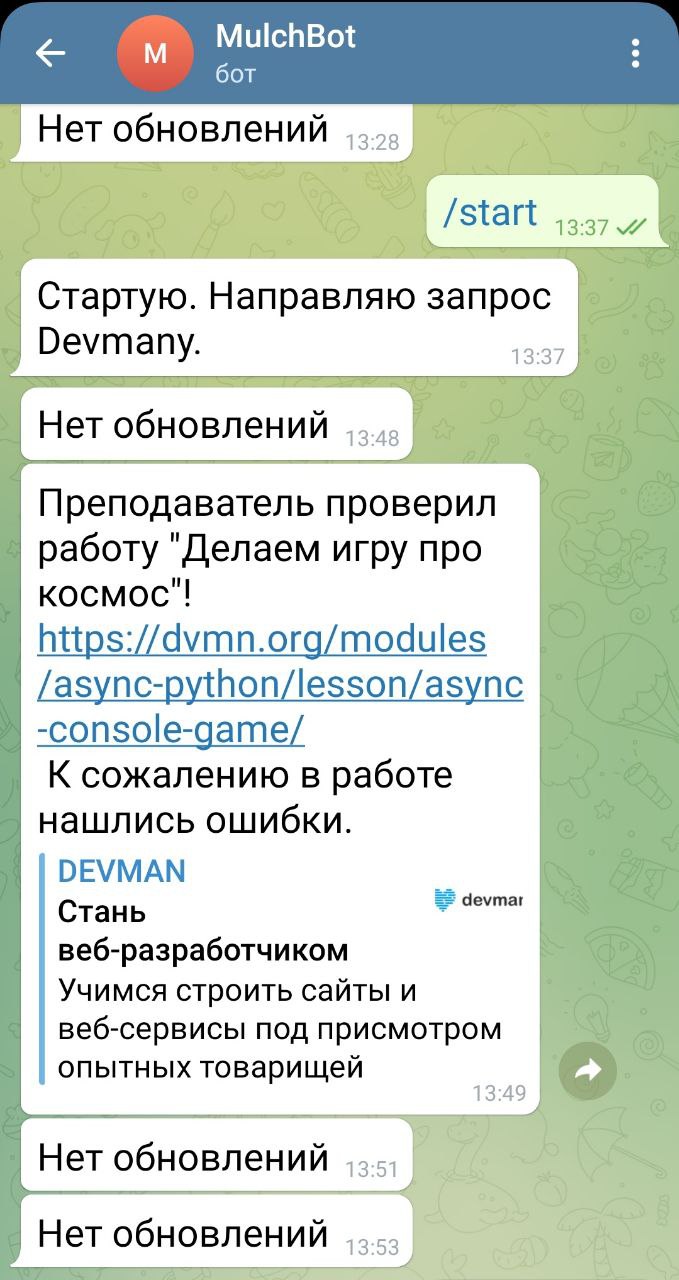 M
MulchBot
бот
Нет обновлений 13:28
/start 13:37
Стартую. Направляю запрос
Devmany. 13:37
Нет обновлений 13:48
Преподаватель проверил
работу "Делаем игру про
космос"!
https://dvmn.org/modules
/async-python/lesson/async
-console-game/
К сожалению в работе
нашлись ошибки.
DEVMAN
Стань
веб-разработчиком
devmar
Учимся строить сайты и
веб-сервисы под присмотром
опытных товарищей
13:49
Нет обновлений 13:51
Нет обновлений 13:53